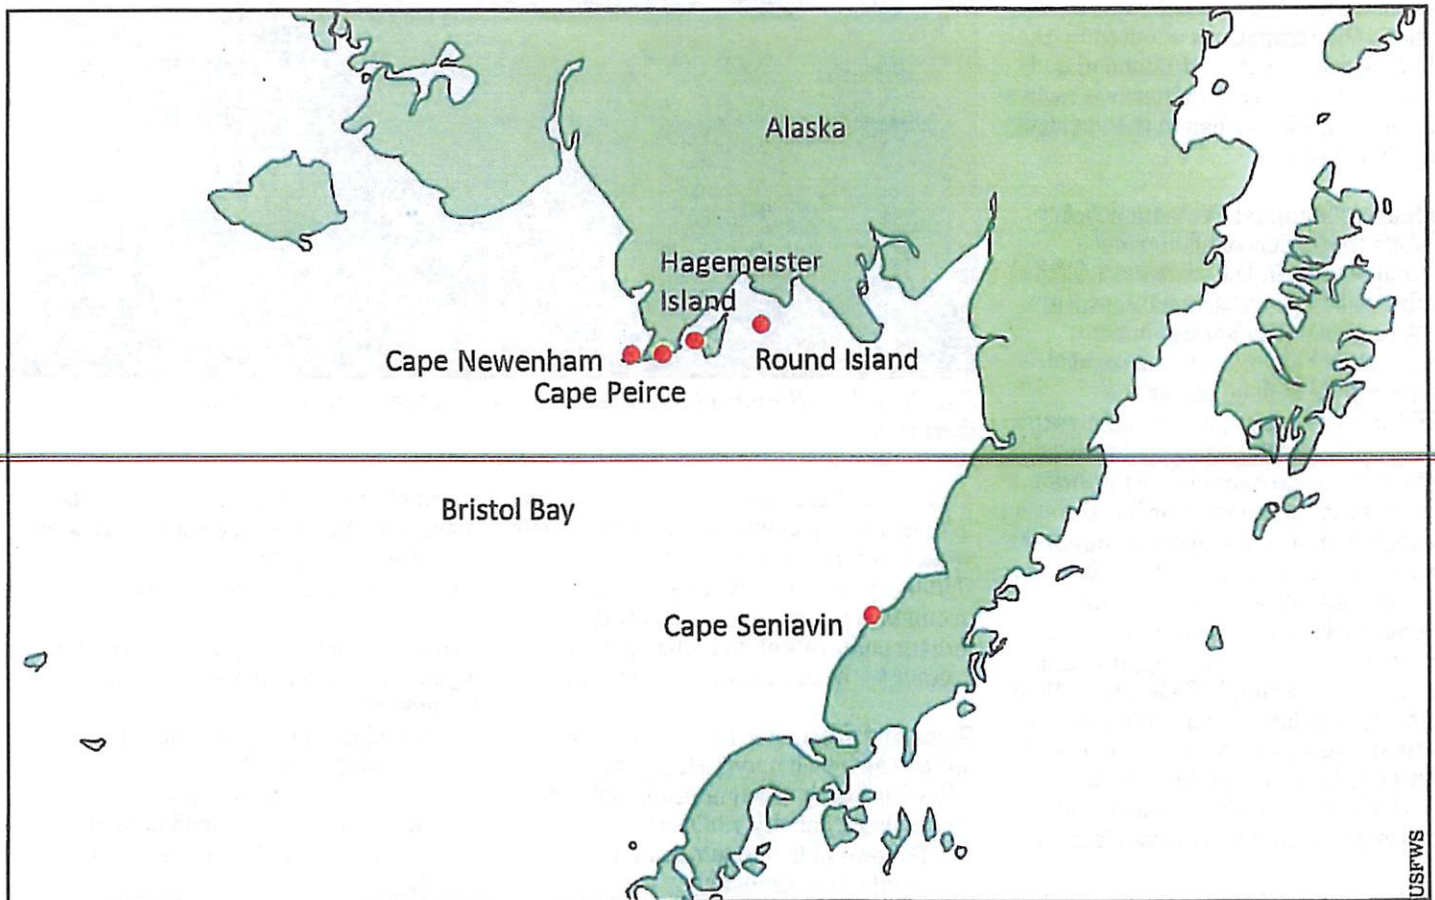 Alaska
Hagemeister
Island
Cape Newenham
Round Island
Cape Peirce
Bristol Bay
Cape Seniavin
USFWS